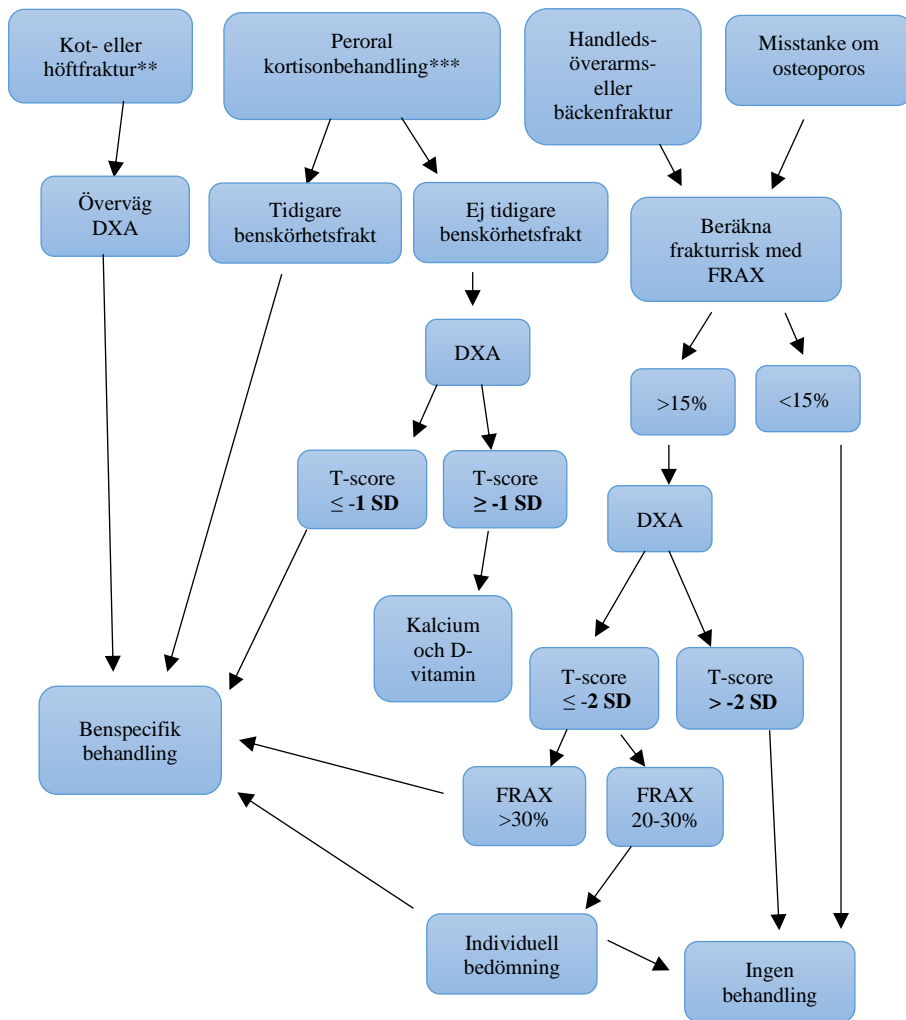 Kot- eller
höftfraktur**
Peroral
kortisonbehandling***
Handleds-
överarms-
eller
bäckenfraktur
Misstanke om
osteoporos
Överväg
DXA
Tidigare
benskörhetsfrakt
Ej tidigare
benskörhetsfrakt
Beräkna
frakturrisk med
FRAX
DXA
>15%
<15%
T-score
≤ -1 SD
T-score
≥ -1 SD
DXA
Kalcium
och D-
vitamin
T-score
≤ -2 SD
T-score
> -2 SD
Benspecifik
behandling
FRAX
>30%
FRAX
20-30%
Individuell
bedömning
Ingen
behandling